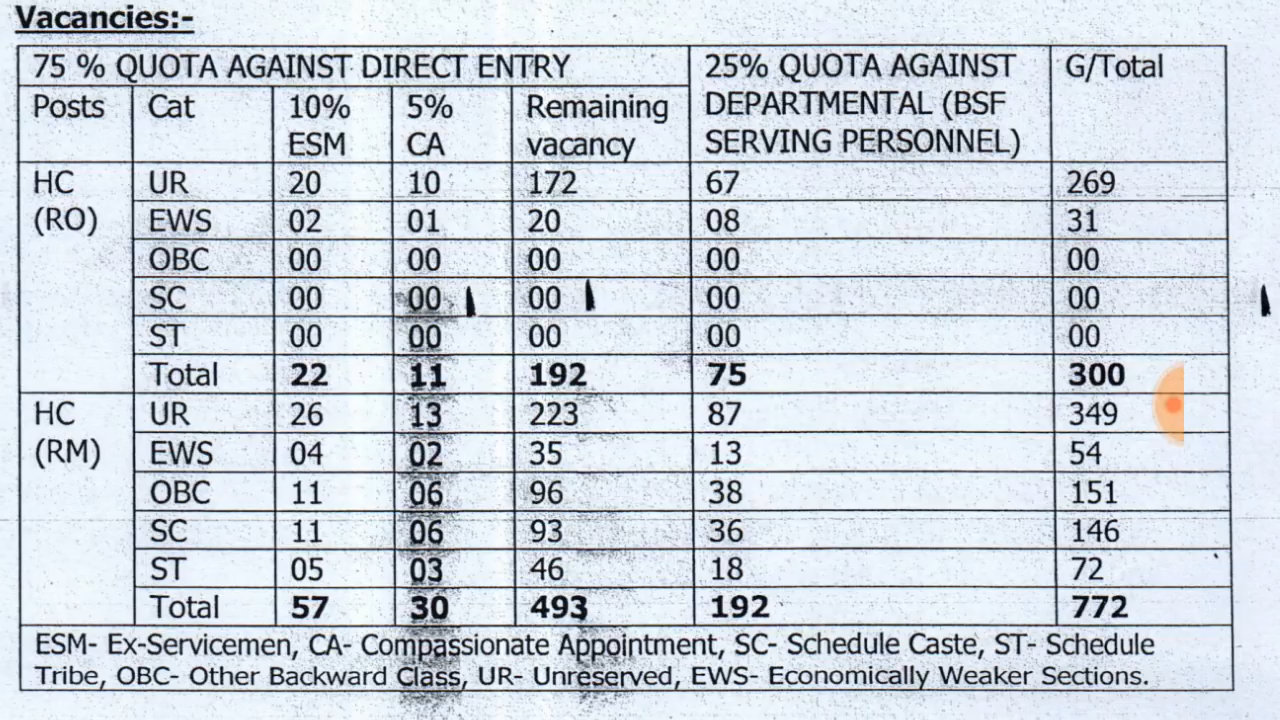 Vacancies:-
75 % QUOTA AGAINST DIRECT ENTRY 25% QUOTA AGAINST DEPARTMENTAL (BSF SERVING PERSONNEL) G/Total
Posts Cat 10% ESM 5% CA Remaining vacancy
HC (RO) UR 20 10 172 67 269
EWS 02 01 20 08 31
OBC 00 00 00 00 00
SC 00 00 00 00 00
ST 00 00 00 00 00
Total 22 11 192 75 300
HC (RM) UR 26 13 223 87 349
EWS 04 02 35 13 54
OBC 11 06 96 38 151
SC 11 06 93 36 146
ST 05 03 46 18 72
Total 57 30 493 192 772
ESM- Ex-Servicemen, CA- Compassionate Appointment, SC- Schedule Caste, ST- Schedule
Tribe, OBC- Other Backward Class, UR- Unreserved, EWS- Economically Weaker Sections.